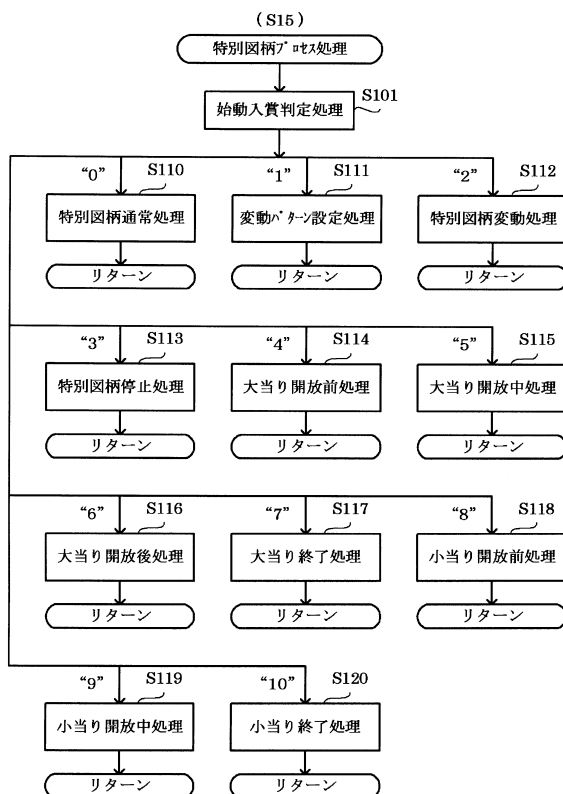 (S15)
特別図柄プロセス処理
S101
始動入賞判定処理
“0” S110 “1” S111 “2” S112
特別図柄通常処理 変動パターン設定処理 特別図柄変動処理
リターン リターン リターン
“3” S113 “4” S114 “5” S115
特別図柄停止処理 大当り開放前処理 大当り開放中処理
リターン リターン リターン
“6” S116 “7” S117 “8” S118
大当り開放後処理 大当り終了処理 小当り開放前処理
リターン リターン リターン
“9” S119 “10” S120
小当り開放中処理 小当り終了処理
リターン リターン